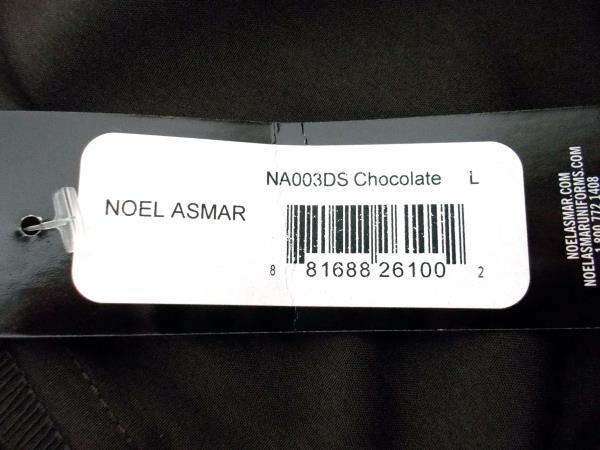 NA003DS Chocolate L
NOEL ASMAR
8 81688 26100 2
NOELASMAR.COM
NOELASMARUNIFORMS.COM
1 800 772 1408